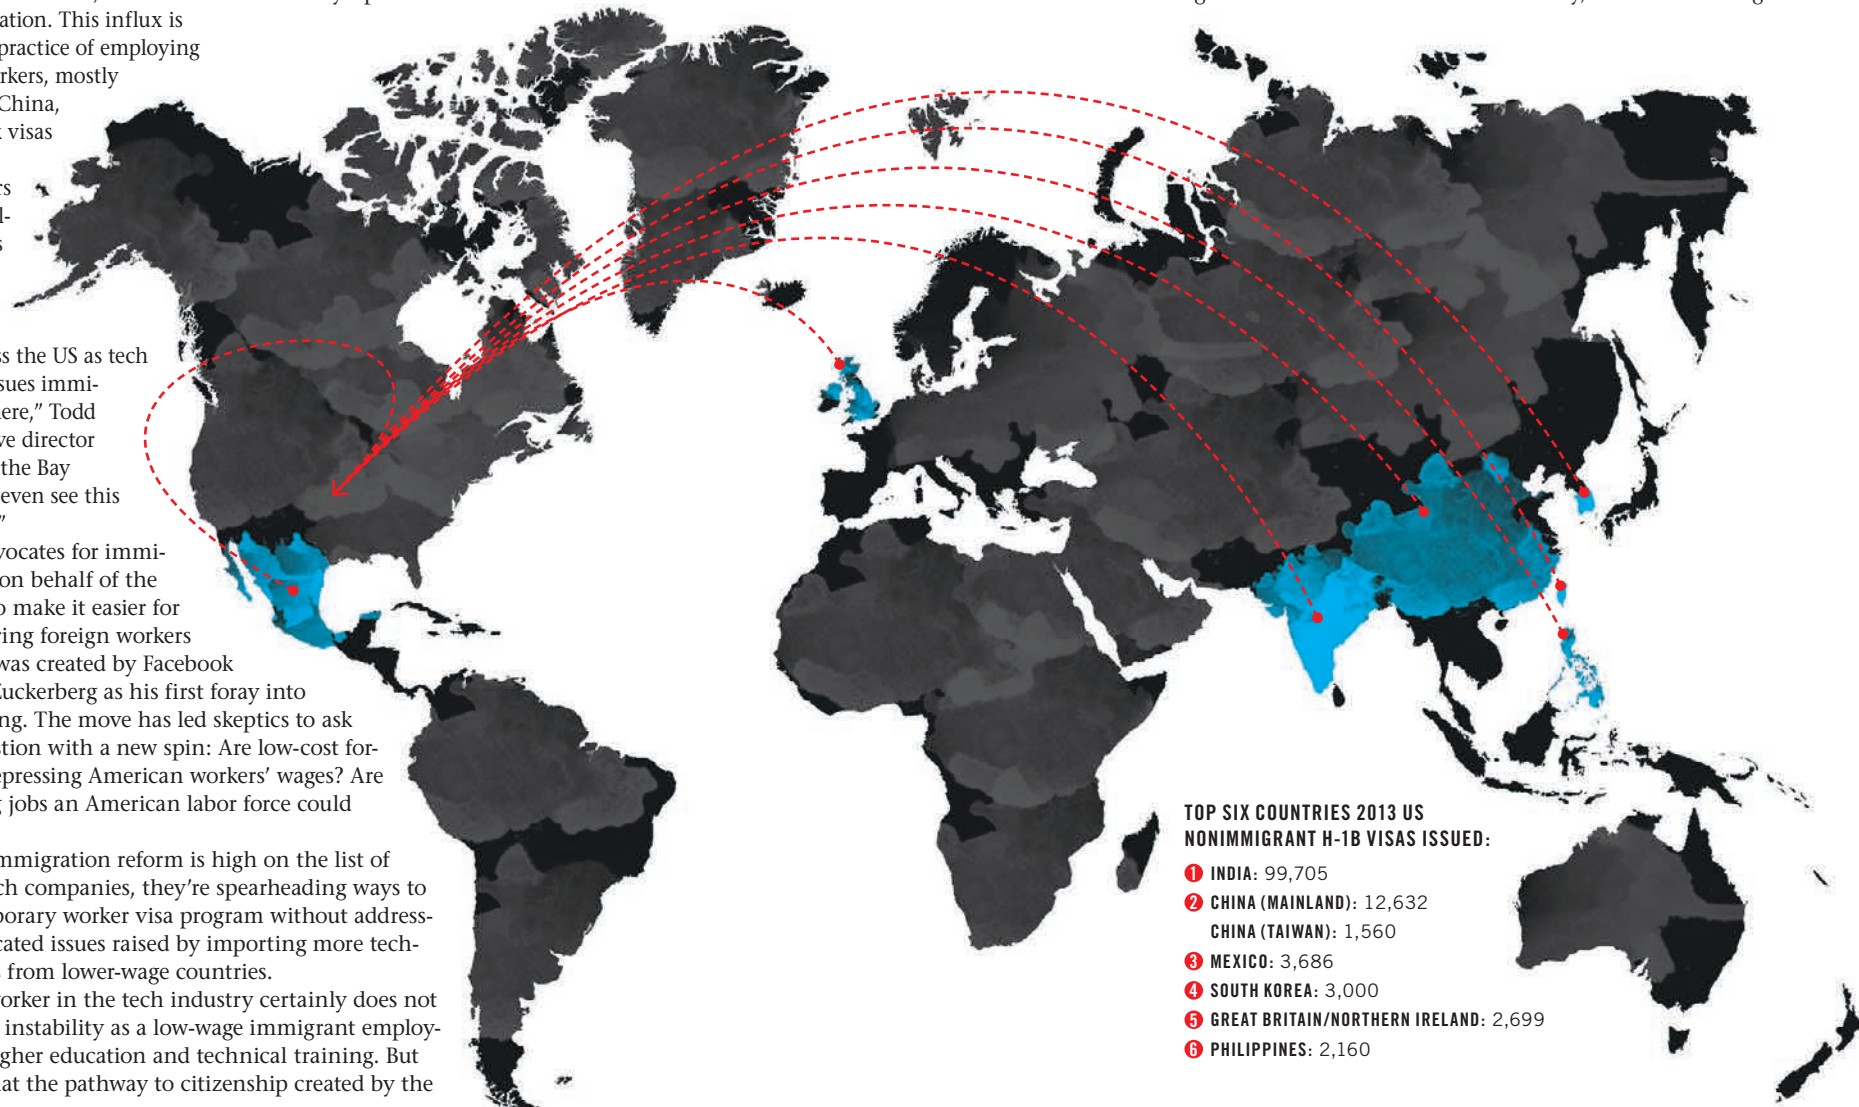 ation. This influx is
practice of employing
rkers, mostly
China,
visas
rs
l-
s
ss the US as tech
sues immi-
ere,” Todd
ve director
the Bay
even see this
”
vocates for immi-
on behalf of the
o make it easier for
ring foreign workers
was created by Facebook
Zuckerberg as his first foray into
ng. The move has led skeptics to ask
stion with a new spin: Are low-cost for-
epressing American workers’ wages? Are
g jobs an American labor force could
mmigration reform is high on the list of
ch companies, they’re spearheading ways to
porary worker visa program without address-
cated issues raised by importing more tech-
s from lower-wage countries.
vorker in the tech industry certainly does not
instability as a low-wage immigrant employ-
gher education and technical training. But
at the pathway to citizenship created by the
TOP SIX COUNTRIES 2013 US
NONIMMIGRANT H-1B VISAS ISSUED:
1 INDIA: 99,705
2 CHINA (MAINLAND): 12,632
CHINA (TAIWAN): 1,560
3 MEXICO: 3,686
4 SOUTH KOREA: 3,000
5 GREAT BRITAIN/NORTHERN IRELAND: 2,699
6 PHILIPPINES: 2,160